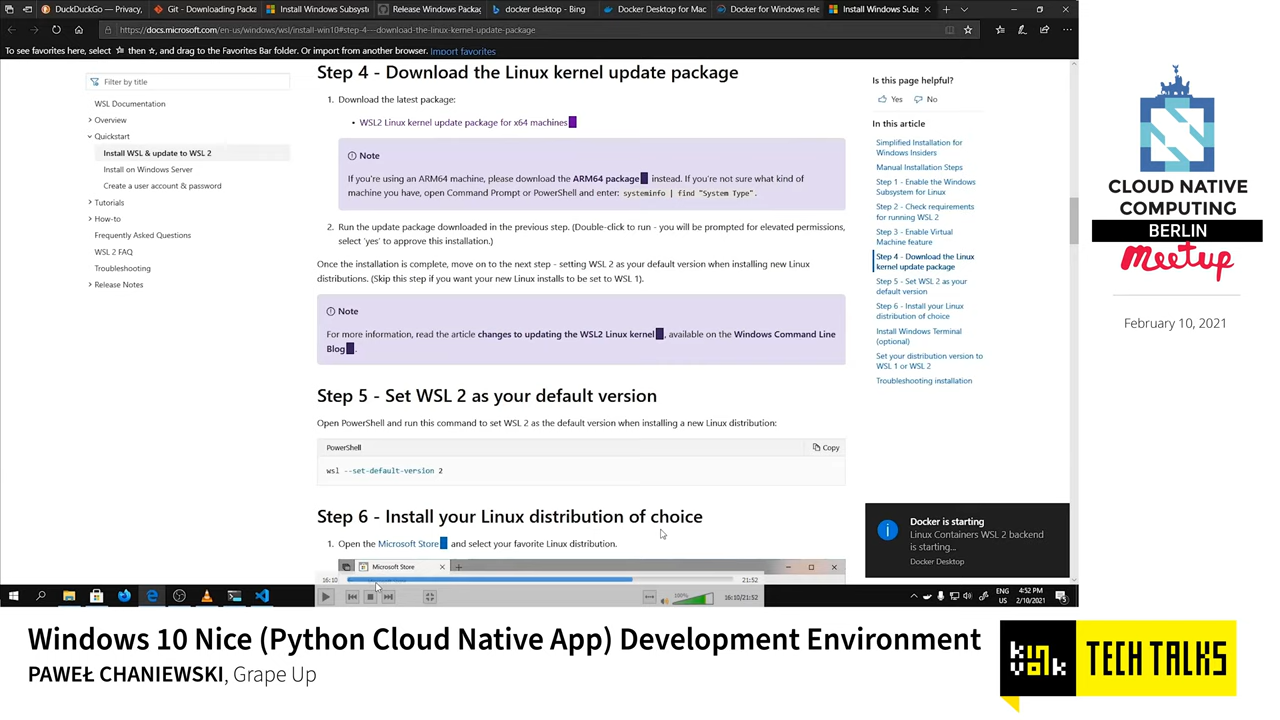 DuckDuckGo — Privacy,
Git - Downloading Packa
Install Windows Subsyst
Release Windows Packa
docker desktop - Bing
Docker Desktop for Mac
Docker for Windows rele
Install Windows Subs
https://docs.microsoft.com/en-us/windows/wsl/install-win10#step-4---download-the-linux-kernel-update-package
To see favorites here, select ☆ then ☆, and drag to the Favorites Bar folder. Or import from another browser. Import favorites
Filter by title
WSL Documentation
Overview
Quickstart
Install WSL & update to WSL 2
Install on Windows Server
Create a user account & password
Tutorials
How-to
Frequently Asked Questions
WSL 2 FAQ
Troubleshooting
Release Notes
Step 4 - Download the Linux kernel update package
1. Download the latest package:
• WSL2 Linux kernel update package for x64 machines
Note
If you're using an ARM64 machine, please download the ARM64 package instead. If you're not sure what kind of
machine you have, open Command Prompt or PowerShell and enter: systeminfo | find "System Type".
2. Run the update package downloaded in the previous step. (Double-click to run - you will be prompted for elevated permissions,
select 'yes' to approve this installation.)
Once the installation is complete, move on to the next step - setting WSL 2 as your default version when installing new Linux
distributions. (Skip this step if you want your new Linux installs to be set to WSL 1).
Note
For more information, read the article changes to updating the WSL2 Linux kernel, available on the Windows Command Line
Blog.
Step 5 - Set WSL 2 as your default version
Open PowerShell and run this command to set WSL 2 as the default version when installing a new Linux distribution:
PowerShell
Copy
wsl --set-default-version 2
Step 6 - Install your Linux distribution of choice
1. Open the Microsoft Store and select your favorite Linux distribution.
Microsoft Store
16:10
21:52
16:10/21:52
100%
Is this page helpful?
Yes
No
In this article
Simplified Installation for
Windows Insiders
Manual Installation Steps
Step 1 - Enable the Windows
Subsystem for Linux
Step 2 - Check requirements
for running WSL 2
Step 3 - Enable Virtual
Machine feature
Step 4 - Download the Linux
kernel update package
Step 5 - Set WSL 2 as your
default version
Step 6 - Install your Linux
distribution of choice
Install Windows Terminal
(optional)
Set your distribution version to
WSL 1 or WSL 2
Troubleshooting installation
Docker is starting
Linux Containers WSL 2 backend
is starting...
Docker Desktop
ENG
US
4:52 PM
2/10/2021
CLOUD NATIVE
COMPUTING
BERLIN
Meetup
February 10, 2021
Windows 10 Nice (Python Cloud Native App) Development Environment
PAWEŁ CHANIEWSKI, Grape Up
kinvolk
TECH TALKS